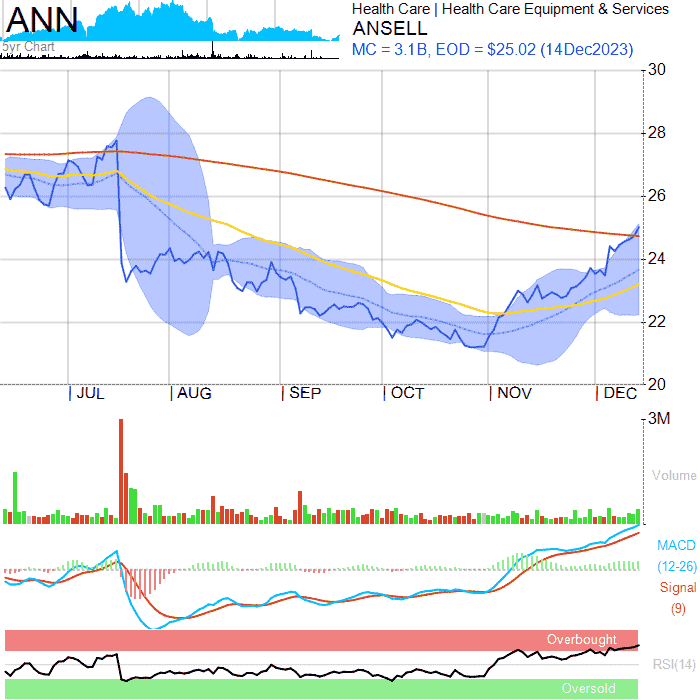 ANN
5yr Chart
Health Care | Health Care Equipment & Services
ANSELL
MC = 3.1B, EOD = $25.02 (14Dec2023)
30
28
26
24
22
20
| JUL | AUG | SEP | OCT | NOV | DEC
3M
Volume
MACD
(12-26)
Signal
(9)
Overbought
RSI(14)
Oversold